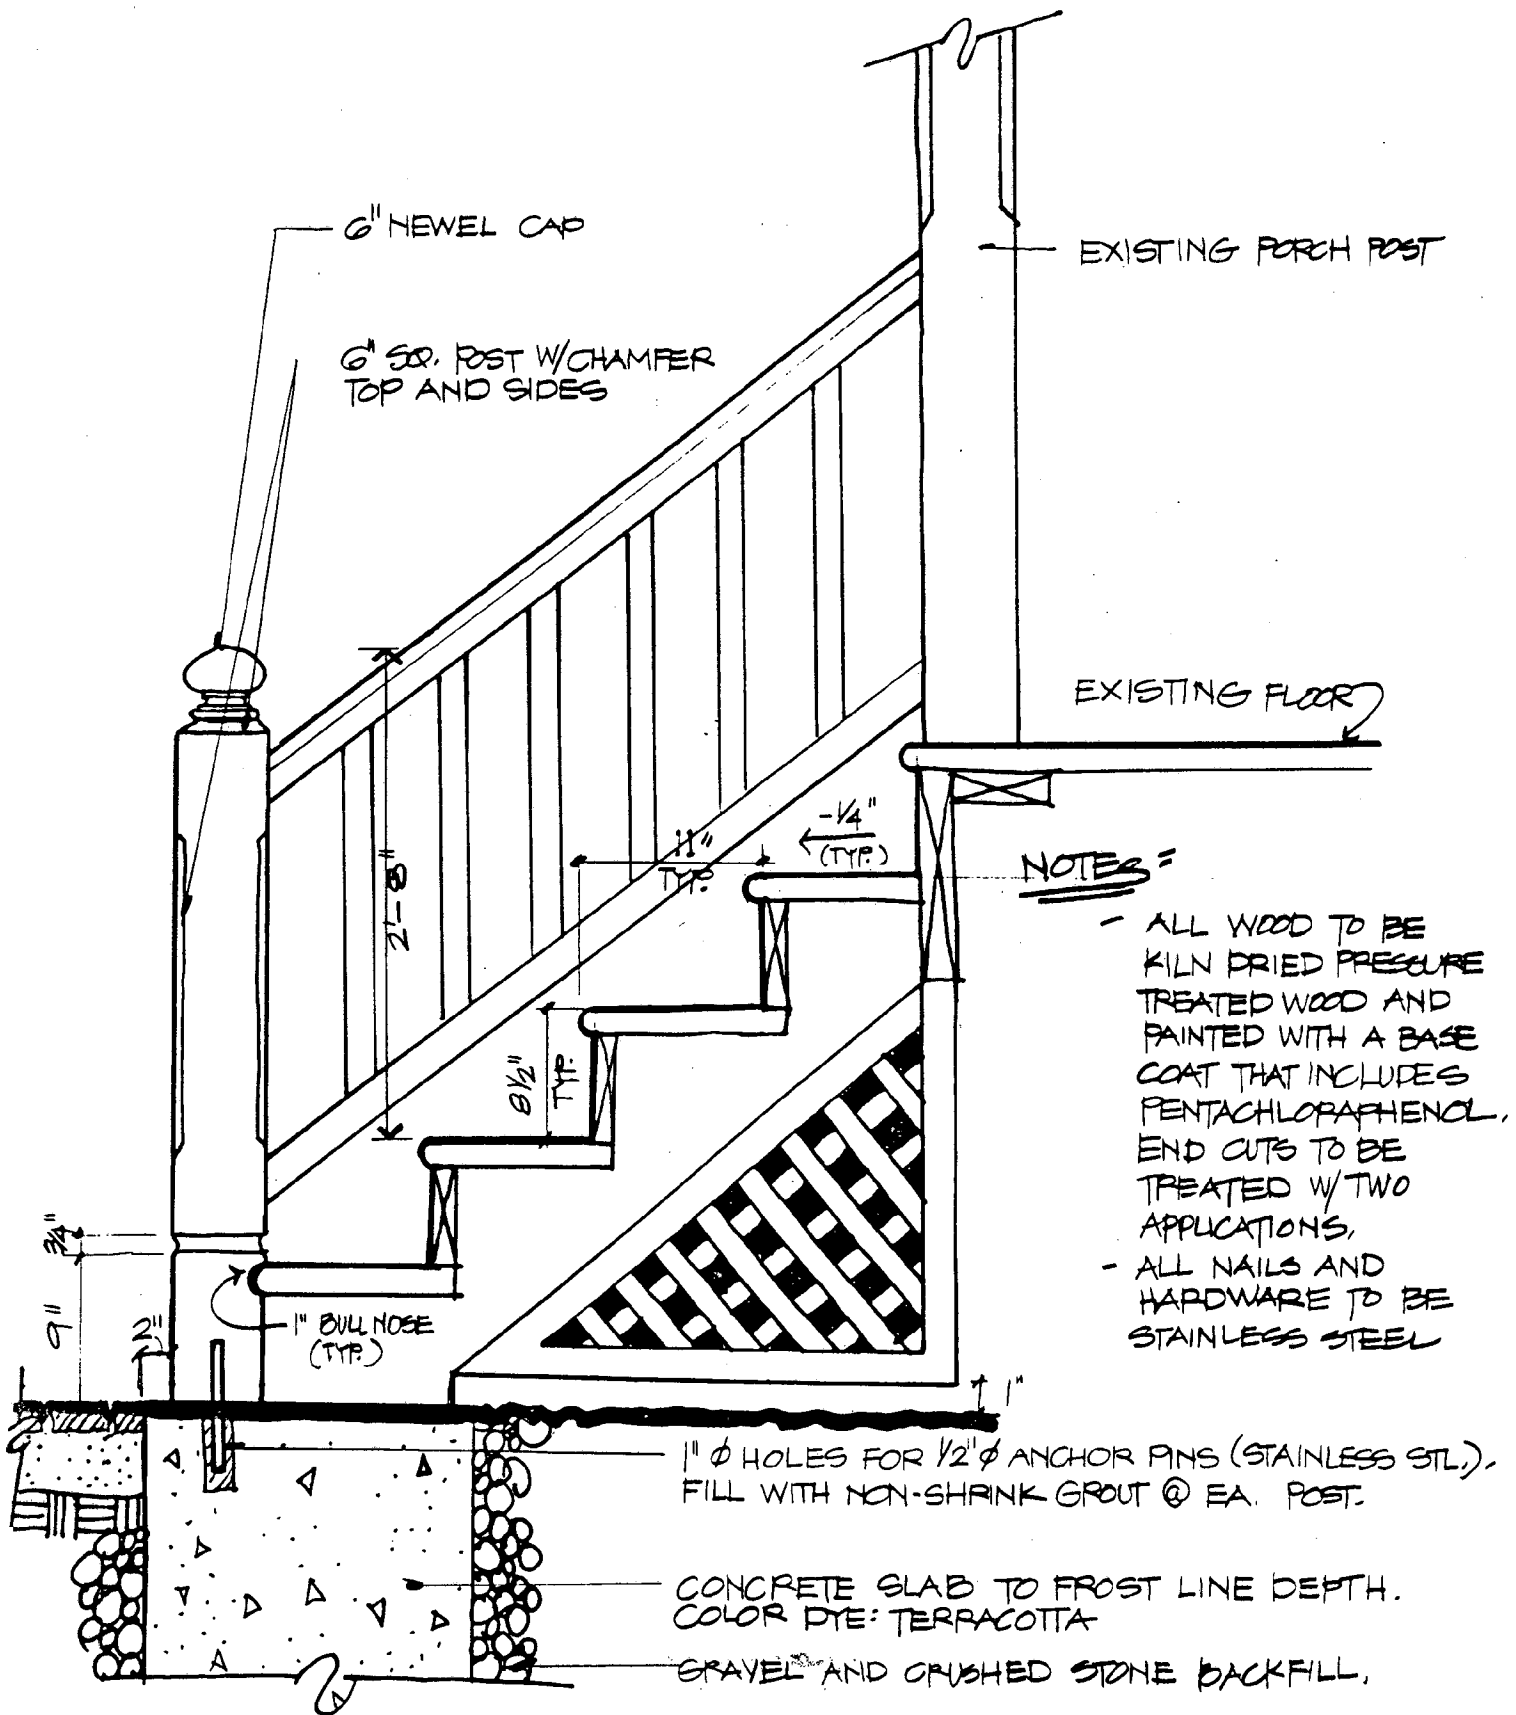 6" NEWEL CAP
EXISTING PORCH POST
6" SQ. POST W/CHAMFER
TOP AND SIDES
EXISTING FLOOR
-1/4"
(TYP.)
11"
TYP.
2'-8"
8 1/2"
TYP.
3/4"
9"
2"
1" BULLNOSE
(TYP.)
NOTES:
- ALL WOOD TO BE
KILN DRIED PRESSURE
TREATED WOOD AND
PAINTED WITH A BASE
COAT THAT INCLUDES
PENTACHLORAPHENOL.
END CUTS TO BE
TREATED W/ TWO
APPLICATIONS.
- ALL NAILS AND
HARDWARE TO BE
STAINLESS STEEL
1"
1" Ø HOLES FOR 1/2" Ø ANCHOR PINS (STAINLESS STL.).
FILL WITH NON-SHRINK GROUT @ EA. POST.
CONCRETE SLAB TO FROST LINE DEPTH.
COLOR DYE: TERRACOTTA
GRAVEL AND CRUSHED STONE BACKFILL.